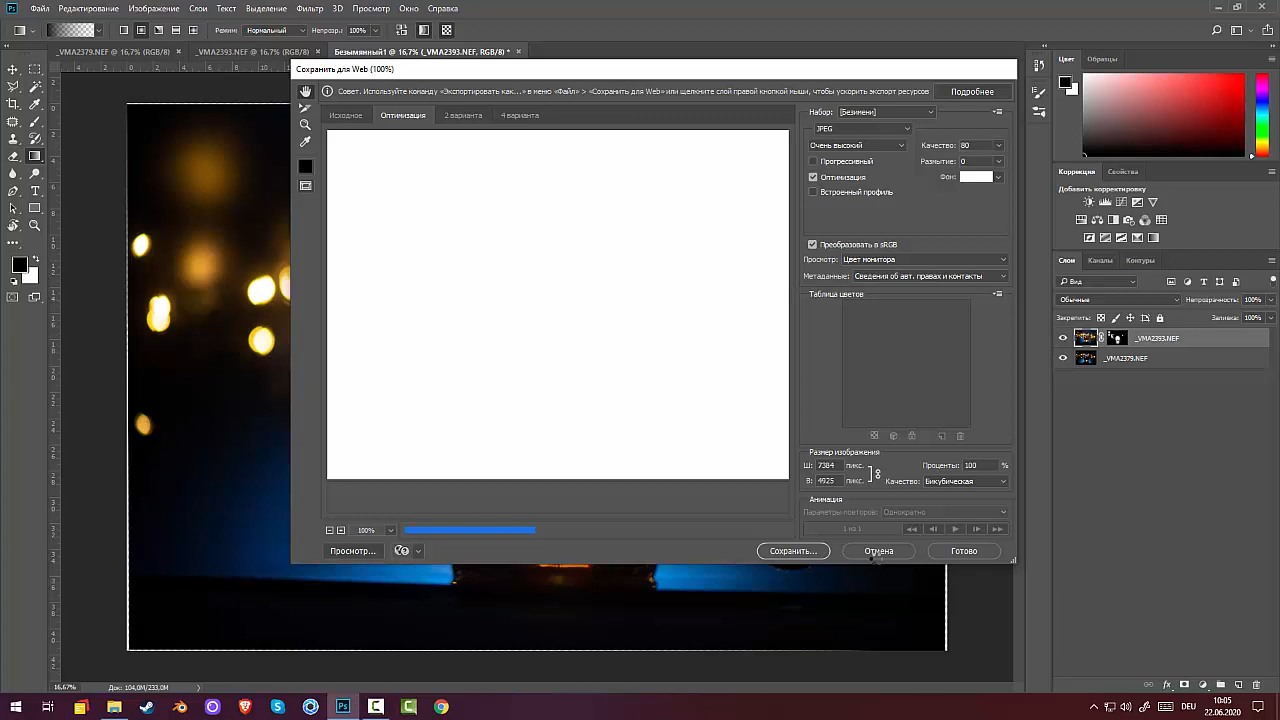 Файл Редактирование Изображение Слои Текст Выделение Фильтр 3D Просмотр Окно Справка
Режим: Нормальный Непрозр.: 100%
_VMA2379.NEF @ 16,7% (RGB/8) × _VMA2393.NEF @ 16,7% (RGB/8) × Безымянный1 @ 16,7% (_VMA2393.NEF, RGB/8) * ×
Сохранить для Web (100%)
Совет. Используйте команду «Экспортировать как...» в меню «Файл» > «Сохранить для Web» или щелкните слой правой кнопкой мыши, чтобы ускорить экспорт ресурсов
Подробнее
Исходное Оптимизация 2 варианта 4 варианта
Набор: [Безимени]
JPEG
Очень высокий Качество: 80
Прогрессивный Размытие: 0
Оптимизация Фон:
Встроенный профиль
Преобразовать в sRGB
Просмотр: Цвет монитора
Метаданные: Сведения об авт. правах и контакты
Таблица цветов
Размер изображения
Ш: 7384 пикс. Проценты: 100 %
В: 4925 пикс. Качество: Бикубическая
Анимация
Параметры повторов: Однократно
1 из 1
100%
Просмотр... Сохранить... Отмена Готово
Цвет Образцы
Коррекция Свойства
Добавить корректировку
Слои Каналы Контуры
Вид
Обычные Непрозрачность: 100%
Закрепить: Заливка: 100%
_VMA2393.NEF
_VMA2379.NEF
16,67% Док: 104,0M/233,0M
DEU
10:05
22.06.2020